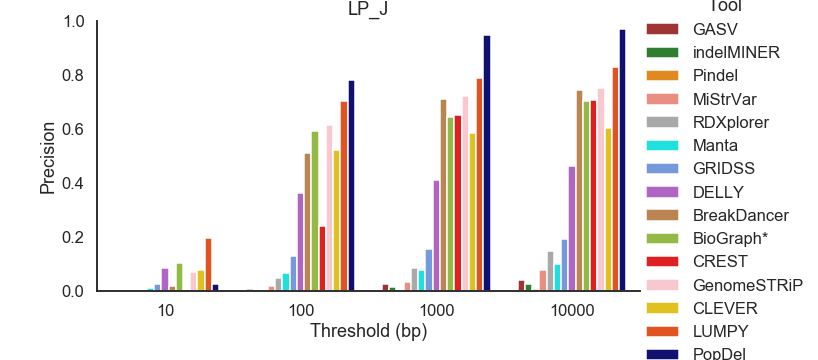 LP_J
Tool
1.0
0.8
0.6
0.4
0.2
0.0
Precision
10
100
1000
10000
Threshold (bp)
GASV
indelMINER
Pindel
MiStrVar
RDXplorer
Manta
GRIDSS
DELLY
BreakDancer
BioGraph*
CREST
GenomeSTRiP
CLEVER
LUMPY
PopDel